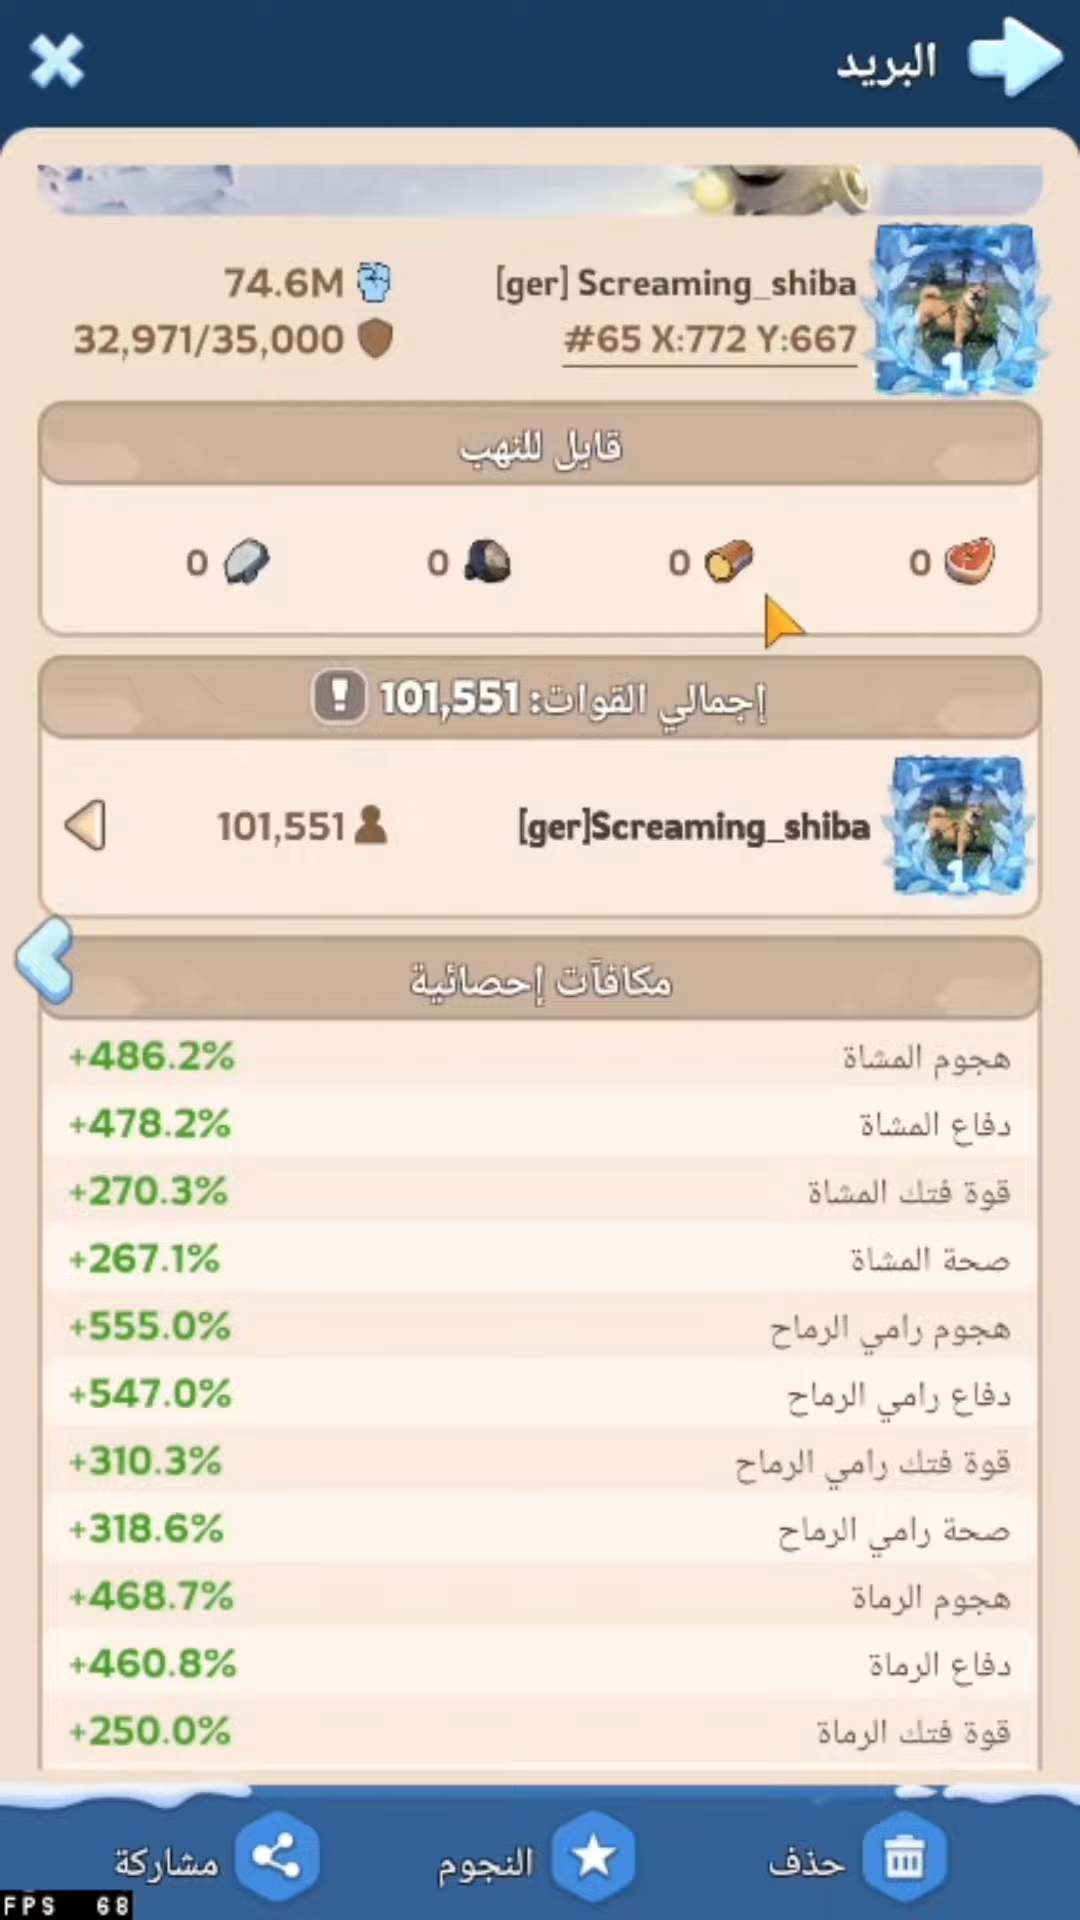 البريد
[ger] Screaming_shiba
74.6M
#65 X:772 Y:667
32,971/35,000
1
قابل للنهب
0 0 0 0
إجمالي القوات: 101,551
[ger]Screaming_shiba 101,551
1
مكافآت إحصائية
هجوم المشاة +486.2%
دفاع المشاة +478.2%
قوة فتك المشاة +270.3%
صحة المشاة +267.1%
هجوم رامي الرماح +555.0%
دفاع رامي الرماح +547.0%
قوة فتك رامي الرماح +310.3%
صحة رامي الرماح +318.6%
هجوم الرماة +468.7%
دفاع الرماة +460.8%
قوة فتك الرماة +250.0%
حذف النجوم مشاركة
FPS 68